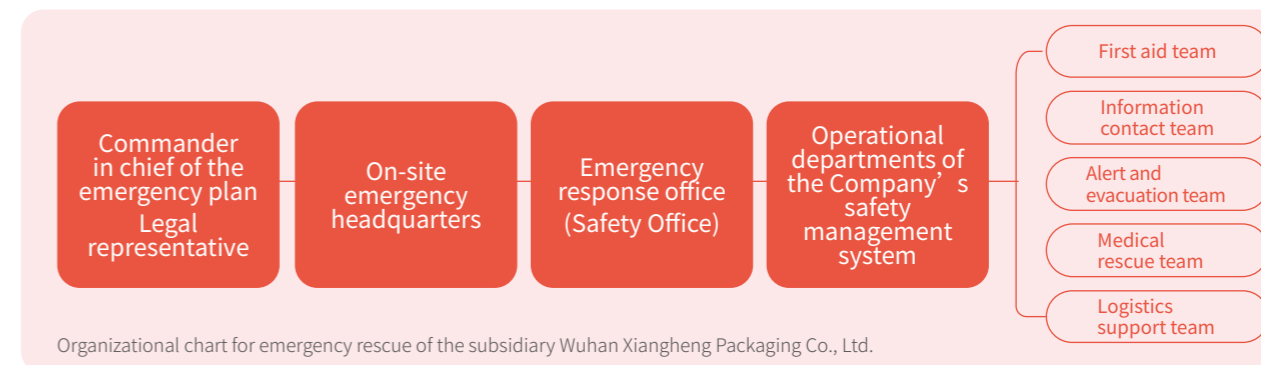 Commander
in chief of the
emergency plan
Legal
representative
On-site
emergency
headquarters
Emergency
response office
(Safety Office)
Operational
departments of
the Company’s
safety
management
system
First aid team
Information
contact team
Alert and
evacuation team
Medical
rescue team
Logistics
support team
Organizational chart for emergency rescue of the subsidiary Wuhan Xiangheng Packaging Co., Ltd.